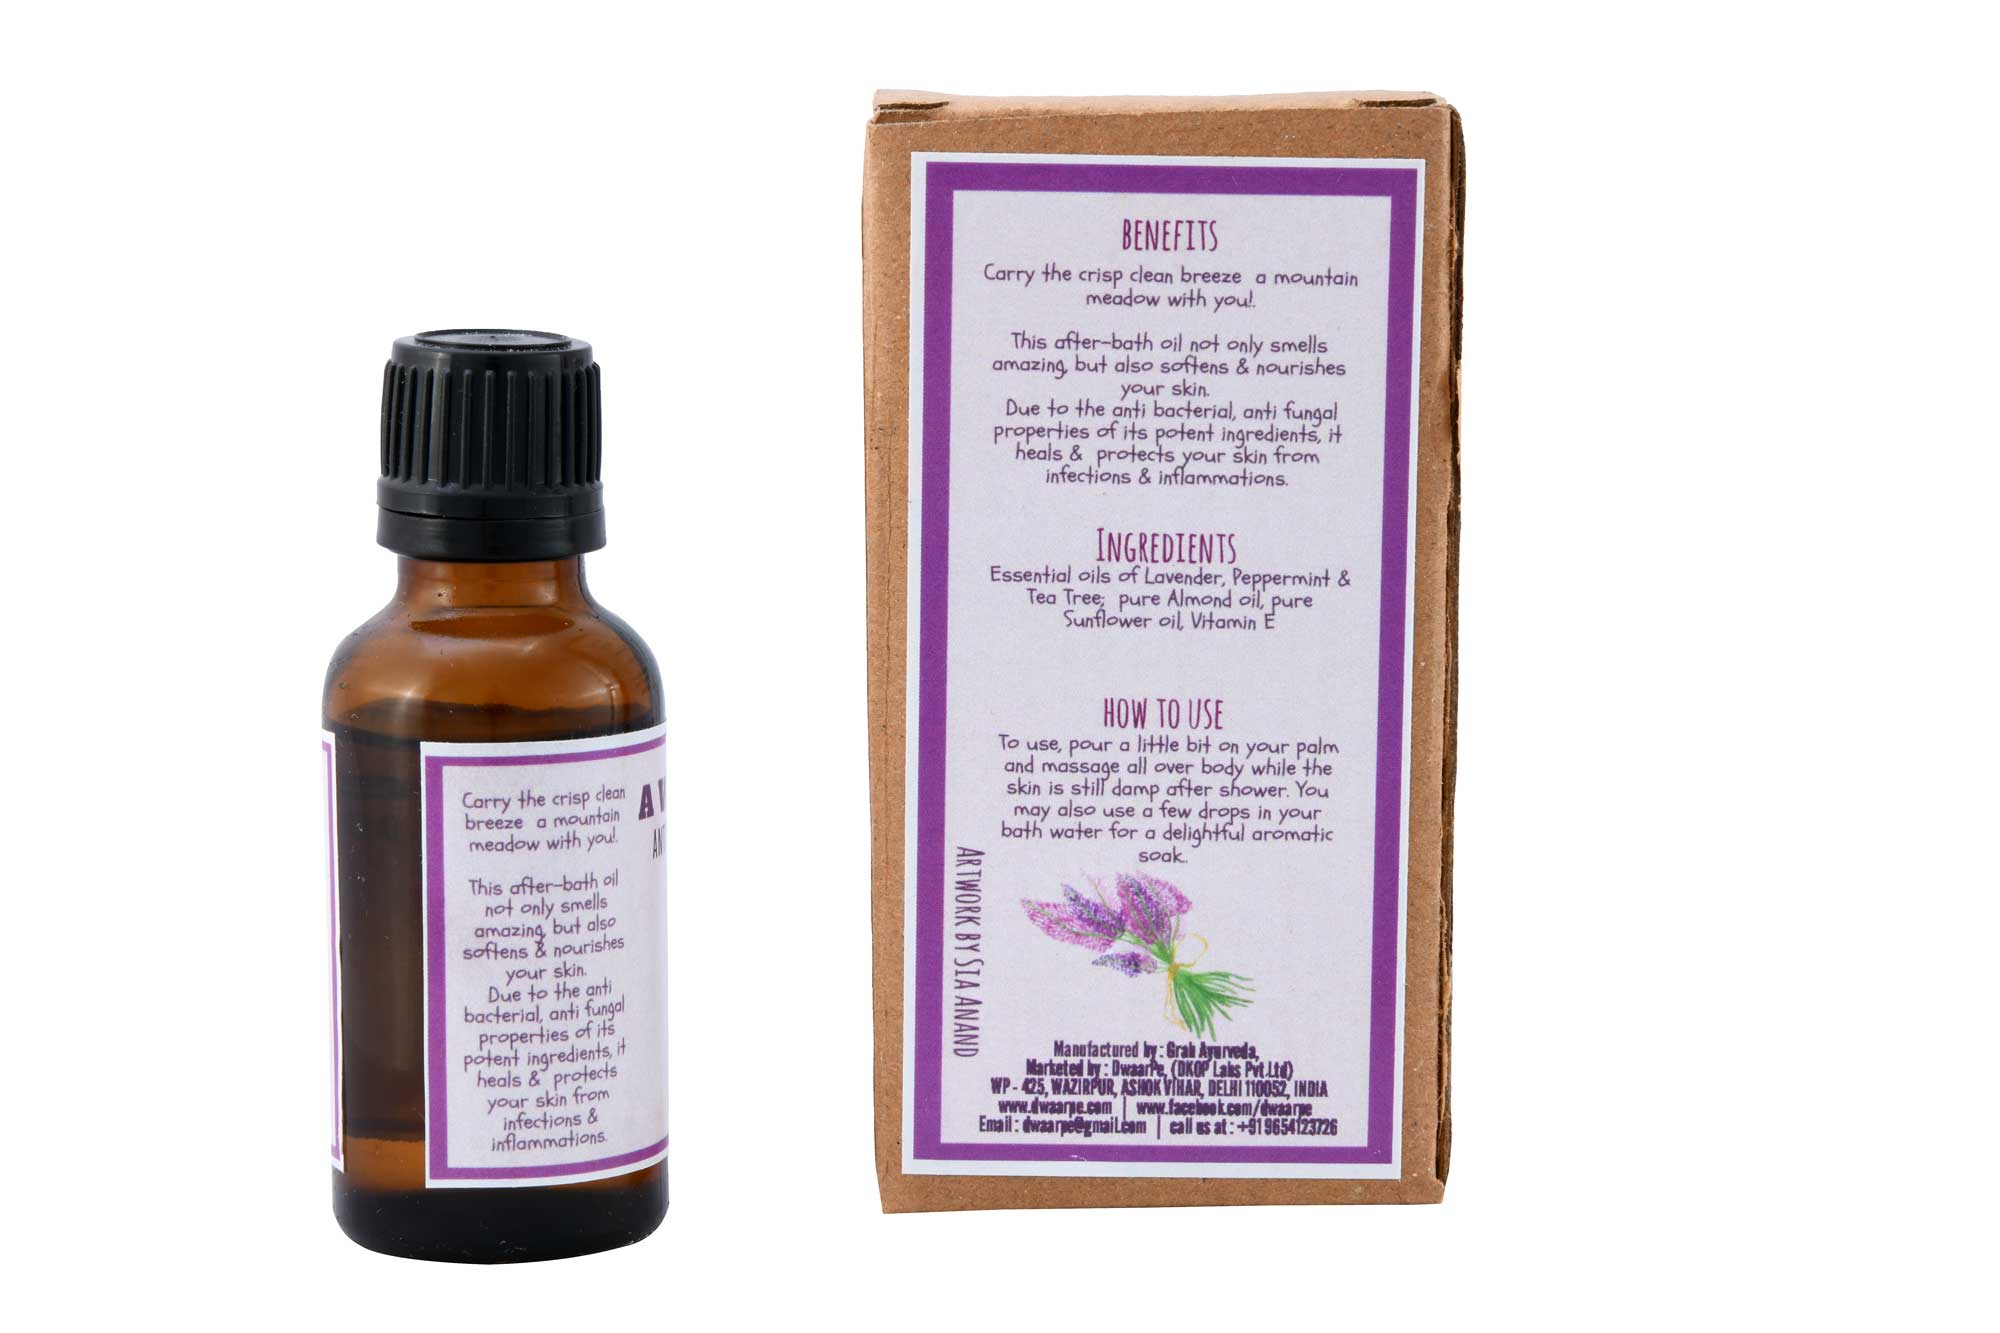 Carry the crisp clean
breeze a mountain
meadow with you!.
This after-bath oil
not only smells
amazing, but also
softens & nourishes
your skin.
Due to the anti
bacterial, anti fungal
properties of its
potent ingredients, it
heals & protects
your skin from
infections &
inflammations.
BENEFITS
Carry the crisp clean breeze a mountain
meadow with you!.
This after-bath oil not only smells
amazing, but also softens & nourishes
your skin.
Due to the anti bacterial, anti fungal
properties of its potent ingredients, it
heals & protects your skin from
infections & inflammations.
INGREDIENTS
Essential oils of Lavender, Peppermint &
Tea Tree; pure Almond oil, pure
Sunflower oil, Vitamin E
HOW TO USE
To use, pour a little bit on your palm
and massage all over body while the
skin is still damp after shower. You
may also use a few drops in your
bath water for a delightful aromatic
soak..
ARTWORK BY SIA ANAND
Manufactured by : Grah Ayurveda,
Marketed by : DwaarPe, (DKOP Labs Pvt.Ltd)
WP - 425, WAZIRPUR, ASHOK VIHAR, DELHI 110052, INDIA
www.dwaarpe.com | www.facebook.com/dwaarpe
Email : dwaarpe@gmail.com | call us at : +91 9654123726